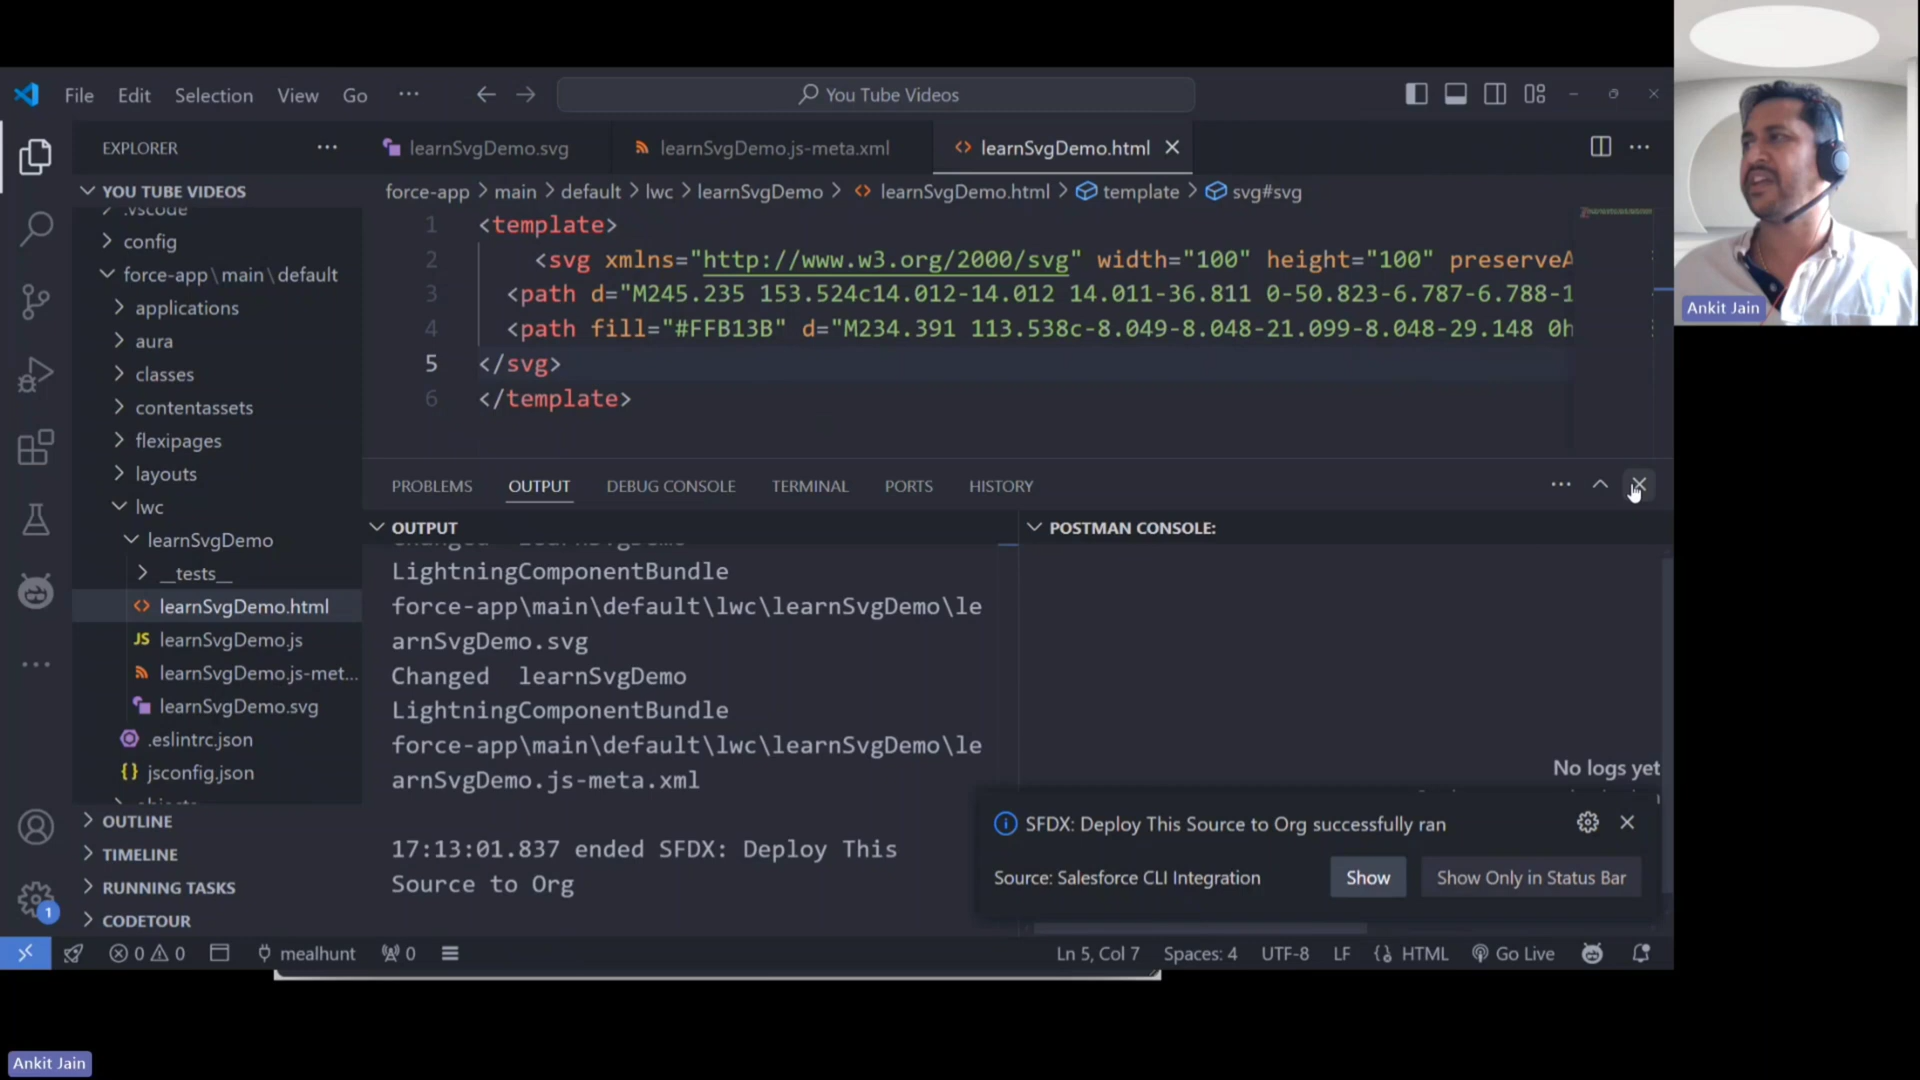 File Edit Selection View Go ··· You Tube Videos
EXPLORER ··· learnSvgDemo.svg learnSvgDemo.js-meta.xml learnSvgDemo.html
YOU TUBE VIDEOS
force-app > main > default > lwc > learnSvgDemo > learnSvgDemo.html > template > svg#svg
.vscode
config
force-app\main\default
applications
aura
classes
contentassets
flexipages
layouts
lwc
learnSvgDemo
__tests__
learnSvgDemo.html
JS learnSvgDemo.js
learnSvgDemo.js-met...
learnSvgDemo.svg
.eslintrc.json
{} jsconfig.json
OUTLINE
TIMELINE
RUNNING TASKS
CODETOUR
1
1 <template>
2 <svg xmlns="http://www.w3.org/2000/svg" width="100" height="100" preserveA
3 <path d="M245.235 153.524c14.012-14.012 14.011-36.811 0-50.823-6.787-6.788-1
4 <path fill="#FFB13B" d="M234.391 113.538c-8.049-8.048-21.099-8.048-29.148 0h
5 </svg>
6 </template>
PROBLEMS OUTPUT DEBUG CONSOLE TERMINAL PORTS HISTORY
OUTPUT
LightningComponentBundle
force-app\main\default\lwc\learnSvgDemo\le
arnSvgDemo.svg
Changed learnSvgDemo
LightningComponentBundle
force-app\main\default\lwc\learnSvgDemo\le
arnSvgDemo.js-meta.xml
17:13:01.837 ended SFDX: Deploy This
Source to Org
POSTMAN CONSOLE:
No logs yet
SFDX: Deploy This Source to Org successfully ran
Source: Salesforce CLI Integration Show Show Only in Status Bar
0 0 mealhunt 0 Ln 5, Col 7 Spaces: 4 UTF-8 LF {} HTML Go Live
Ankit Jain
Ankit Jain